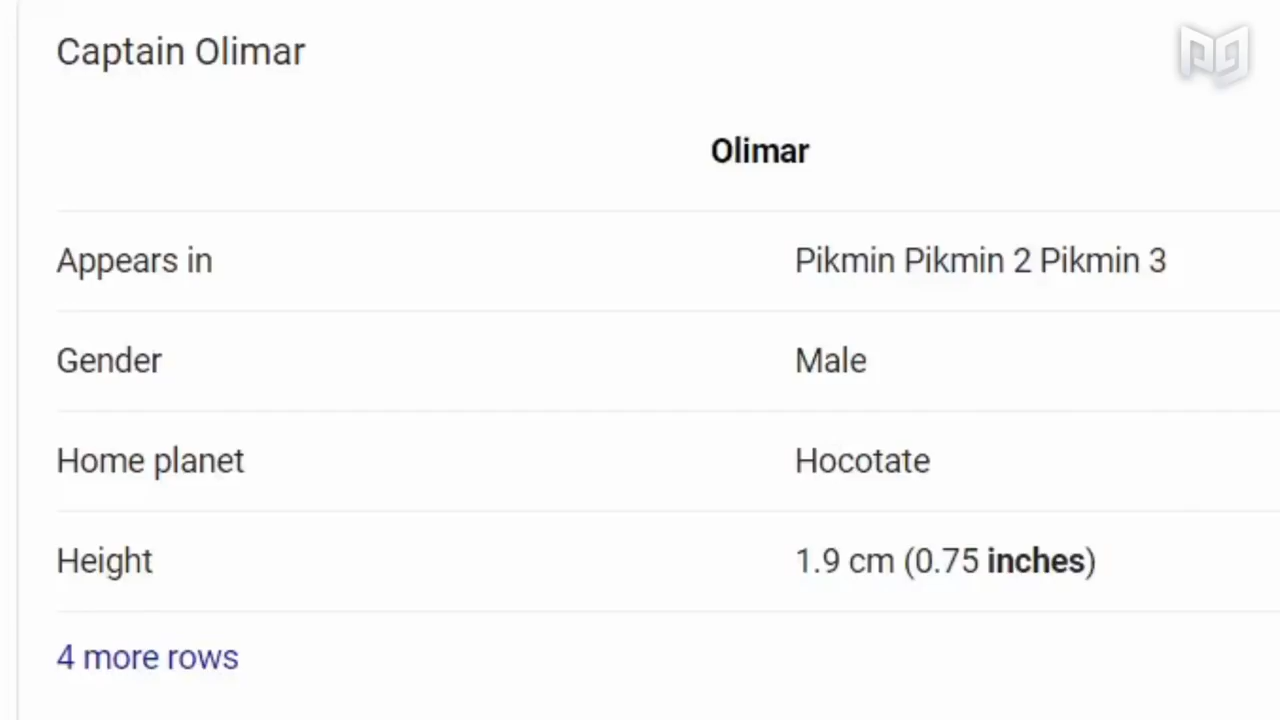 Captain Olimar
Olimar
Appears in Pikmin Pikmin 2 Pikmin 3
Gender Male
Home planet Hocotate
Height 1.9 cm (0.75 inches)
4 more rows